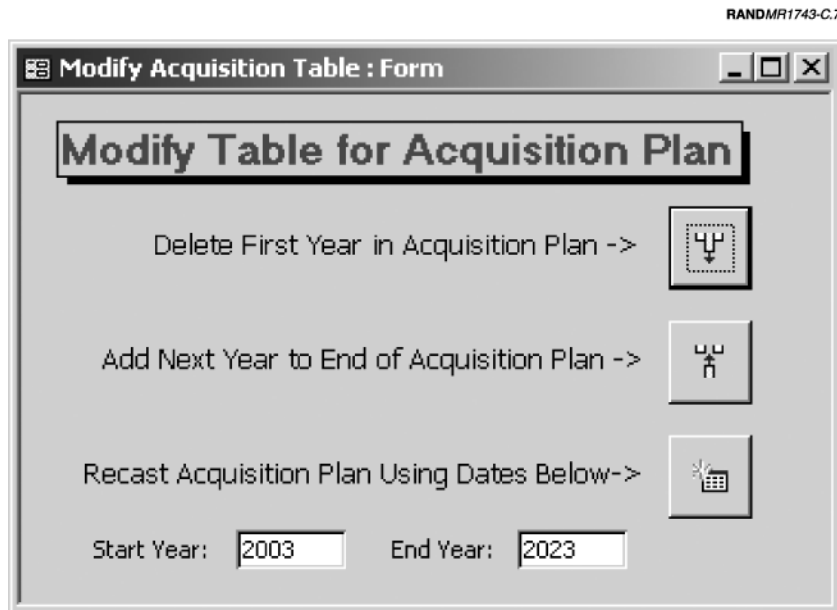 RANDMR1743-C.7
Modify Acquisition Table : Form
Modify Table for Acquisition Plan
Delete First Year in Acquisition Plan ->
Add Next Year to End of Acquisition Plan ->
Recast Acquisition Plan Using Dates Below->
Start Year: 2003 End Year: 2023